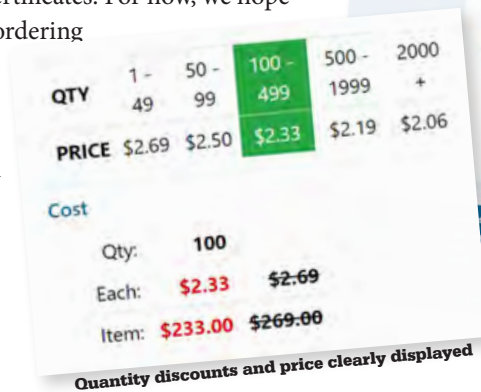 ertificates. For now, we hope
ordering
QTY 1 - 49 50 - 99 100 - 499 500 - 1999 2000 +
PRICE $2.69 $2.50 $2.33 $2.19 $2.06
Cost
Qty: 100
Each: $2.33 $2.69
Item: $233.00 $269.00
Quantity discounts and price clearly displayed